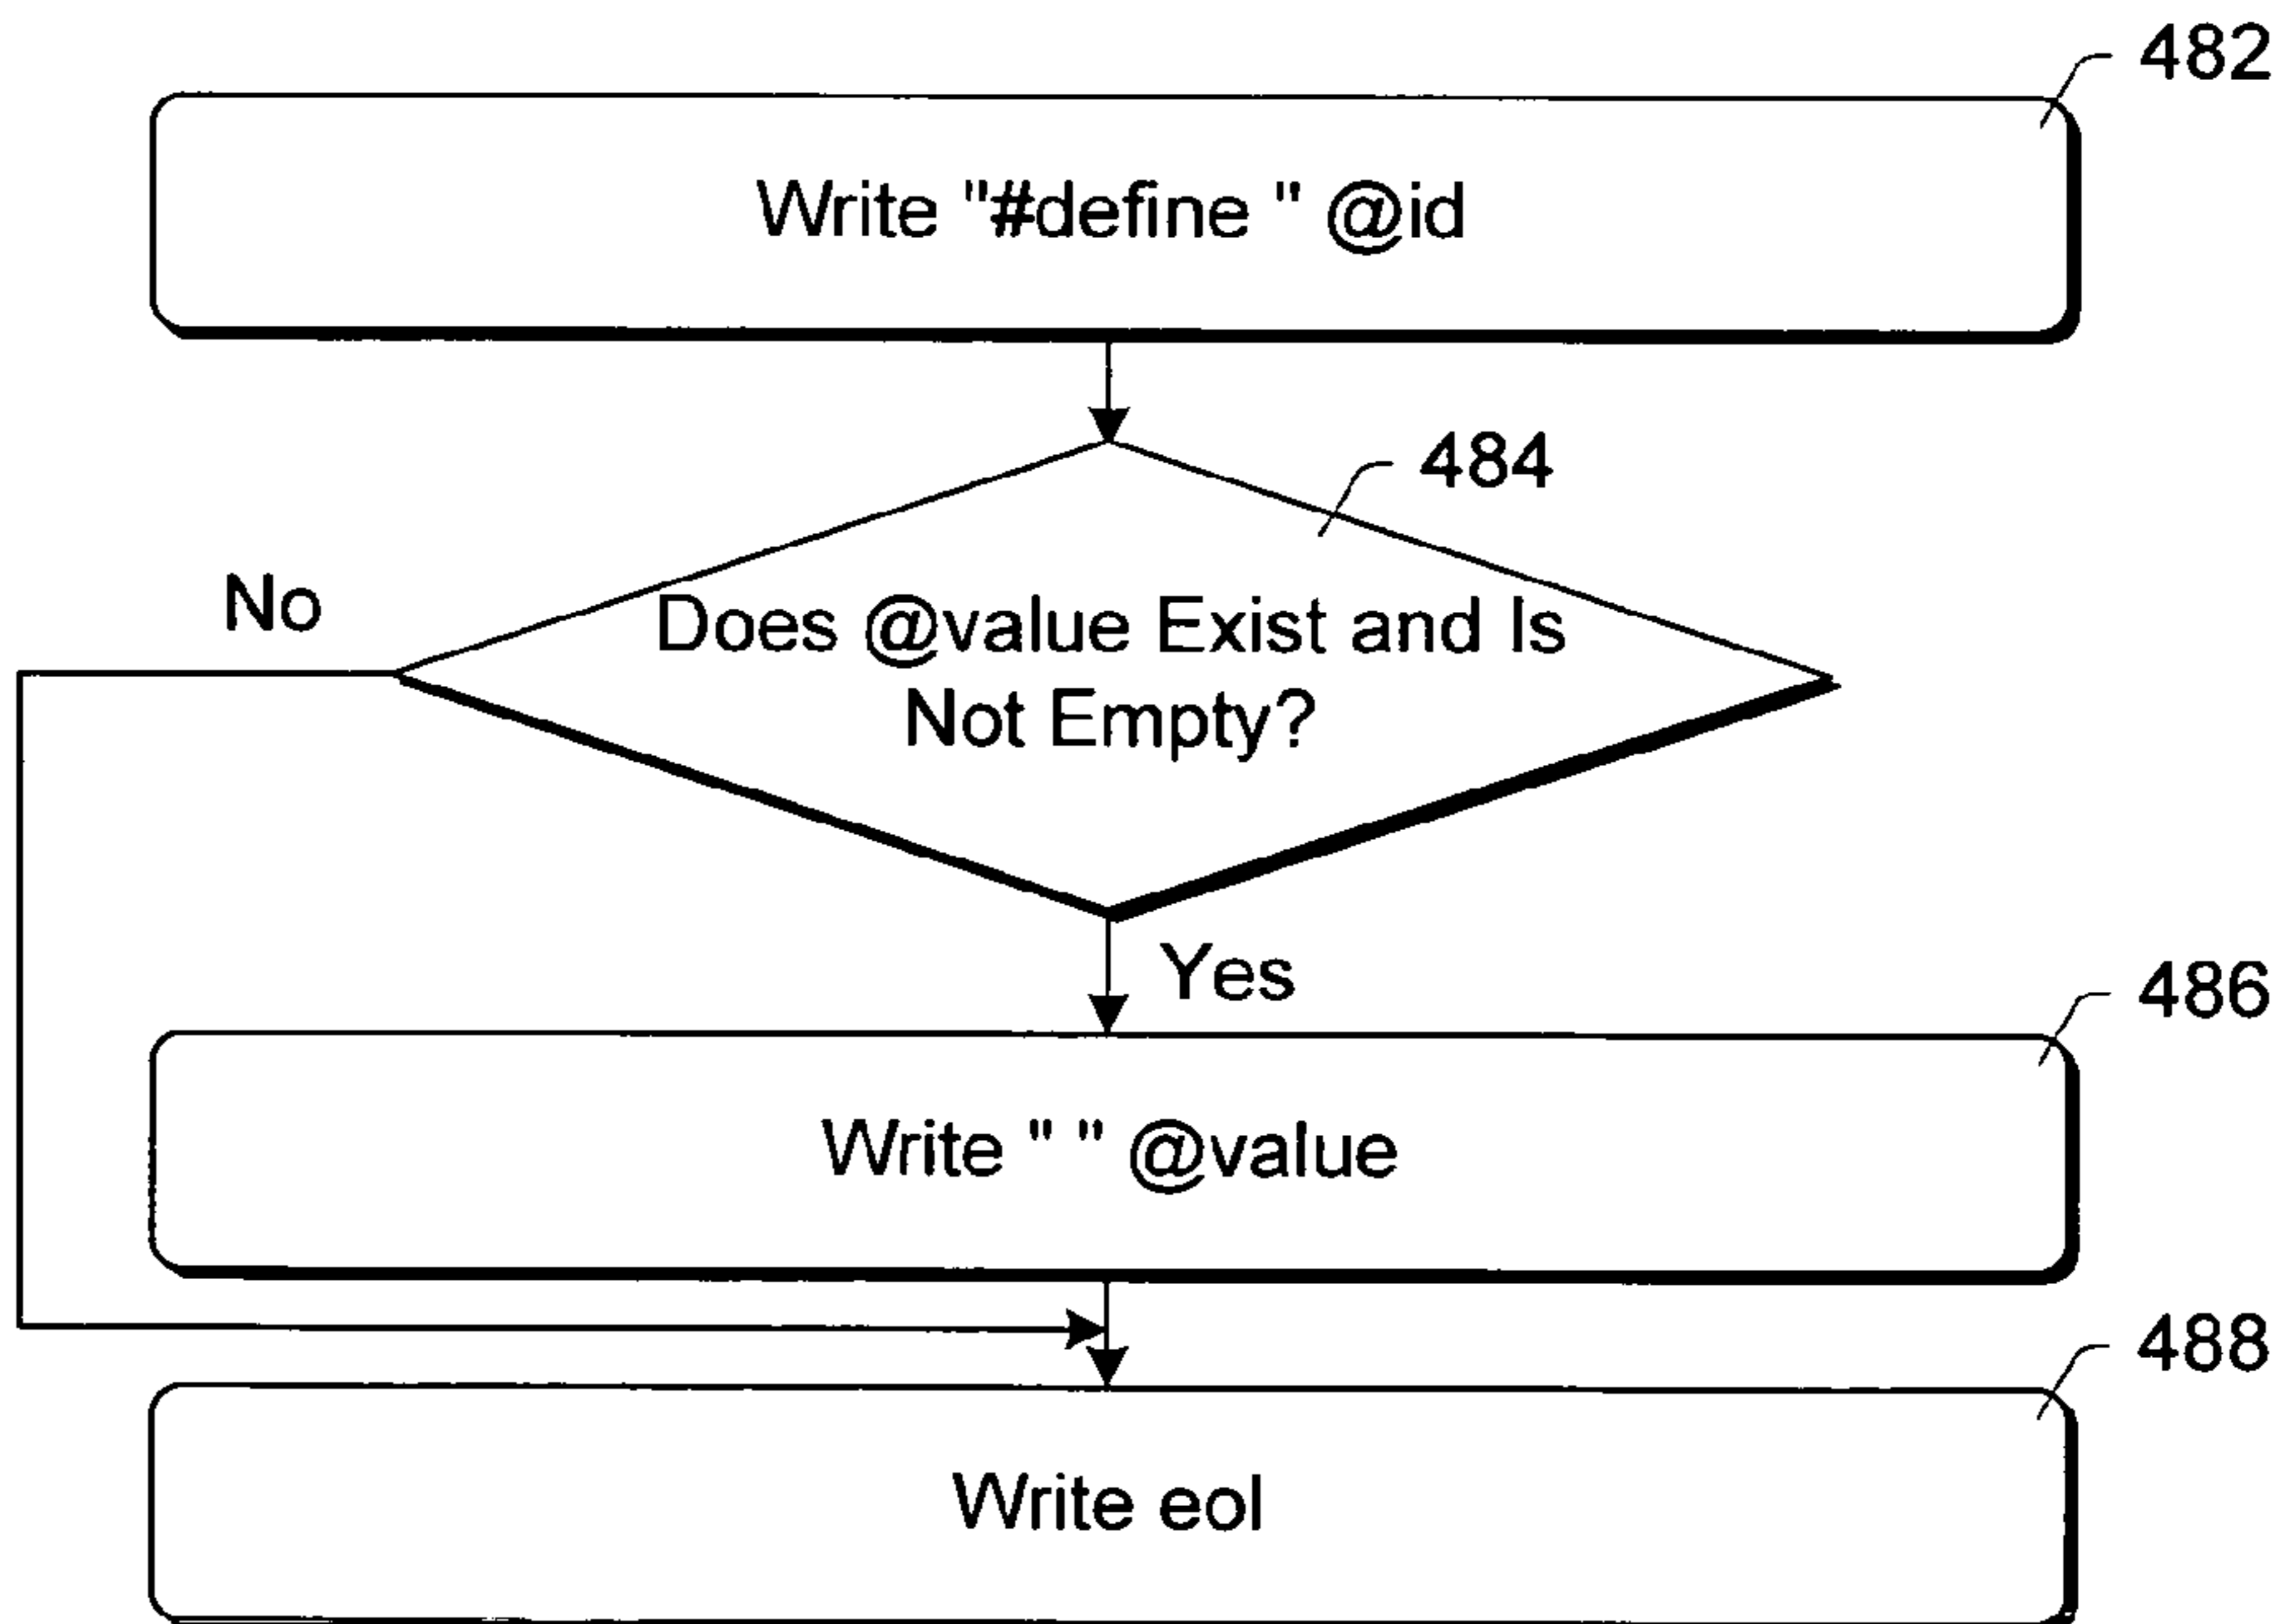 482
Write "#define " @id
484
No
Does @value Exist and Is
Not Empty?
Yes
486
Write " " @value
488
Write eol